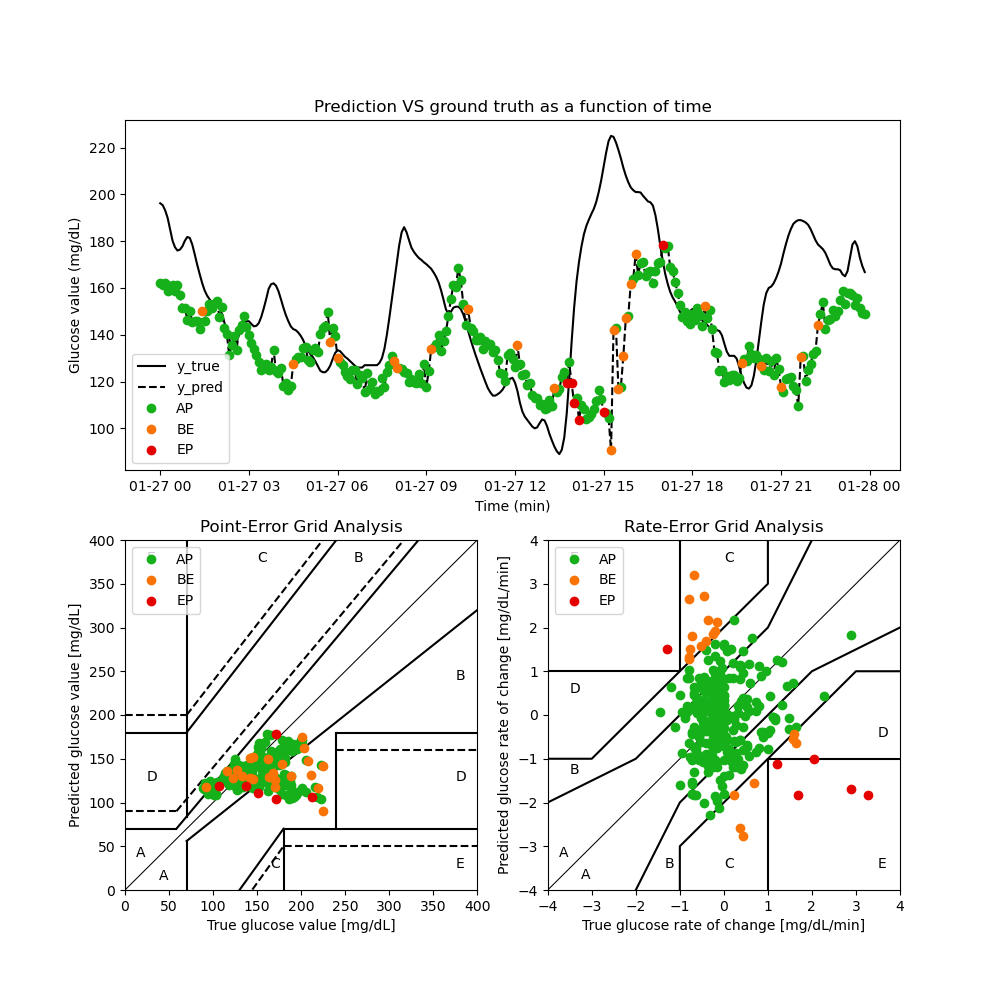 Prediction VS ground truth as a function of time
Glucose value (mg/dL)
220
200
180
160
140
120
100
y_true
y_pred
AP
BE
EP
01-27 00 01-27 03 01-27 06 01-27 09 01-27 12 01-27 15 01-27 18 01-27 21 01-28 00
Time (min)
Point-Error Grid Analysis
Predicted glucose value [mg/dL]
400
350
300
250
200
150
100
50
0
AP
BE
EP
C
B
B
D
D
A
A
C
E
0 50 100 150 200 250 300 350 400
True glucose value [mg/dL]
Rate-Error Grid Analysis
Predicted glucose rate of change [mg/dL/min]
4
3
2
1
0
−1
−2
−3
−4
AP
BE
EP
C
D
D
B
A
A
B
C
E
−4 −3 −2 −1 0 1 2 3 4
True glucose rate of change [mg/dL/min]